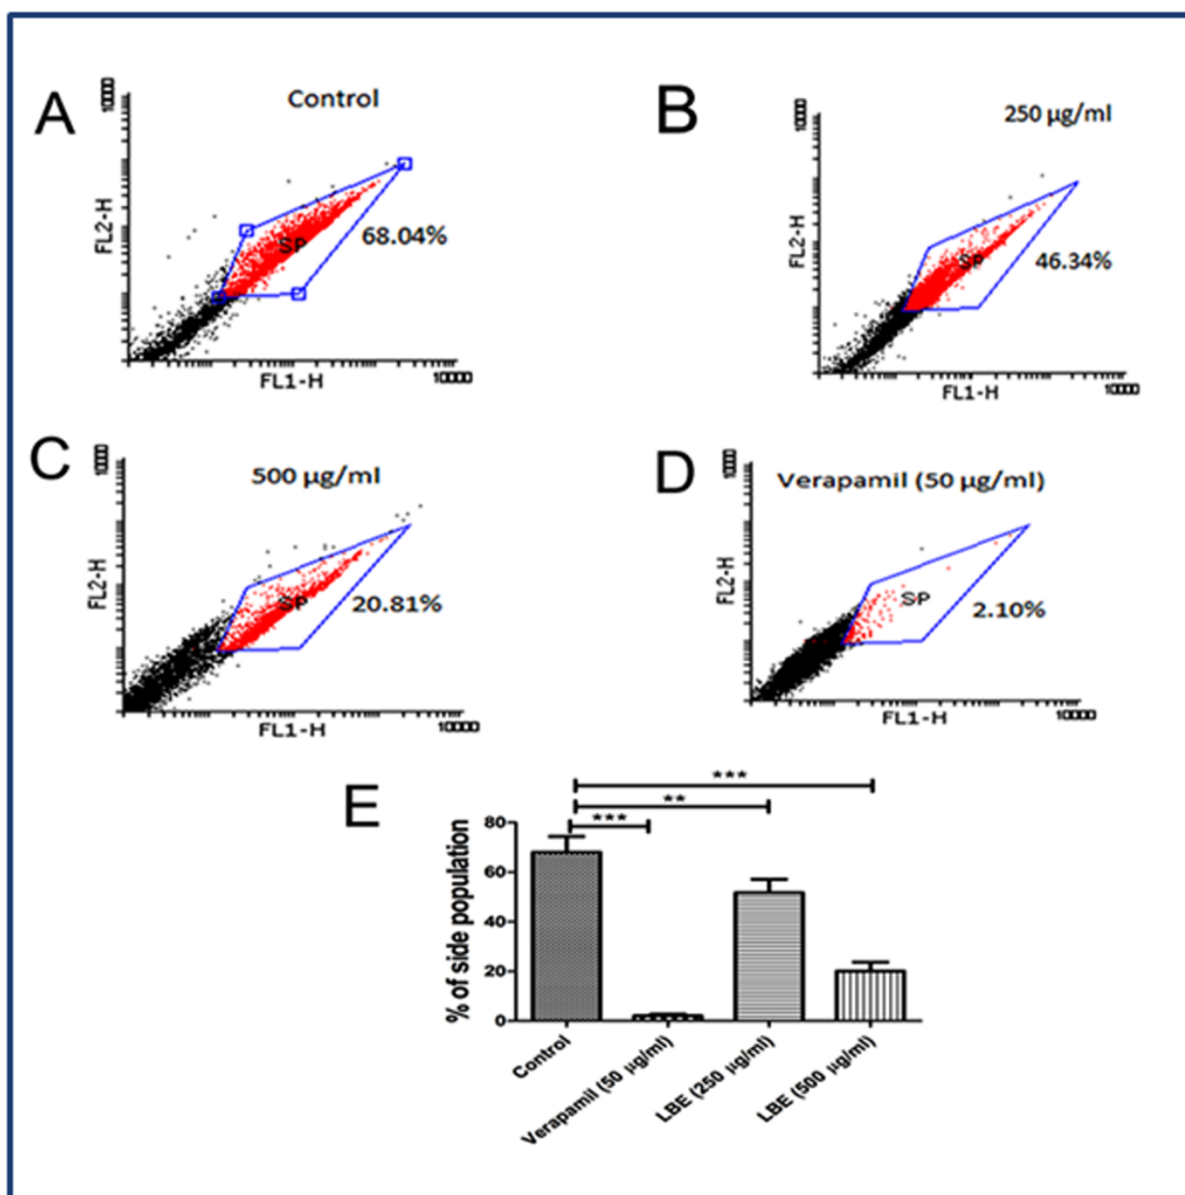 A
Control
FL2-H
SP
68.04%
FL1-H
10000
B
250 µg/ml
FL2-H
SP
46.34%
FL1-H
10000
C
500 µg/ml
FL2-H
SP
20.81%
FL1-H
10000
D
Verapamil (50 µg/ml)
FL2-H
SP
2.10%
FL1-H
10000
E
***
**
***
% of side population
80
60
40
20
0
Control
Verapamil (50 µg/ml)
LBE (250 µg/ml)
LBE (500 µg/ml)